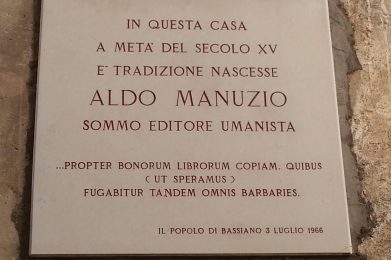 IN QUESTA CASA
A METÀ DEL SECOLO XV
E' TRADIZIONE NASCESSE
ALDO MANUZIO
SOMMO EDITORE UMANISTA
...PROPTER BONORUM LIBRORUM COPIAM. QUIBUS
(UT SPERAMUS)
FUGABITUR TANDEM OMNIS BARBARIES.
IL POPOLO DI BASSIANO 3 LUGLIO 1966